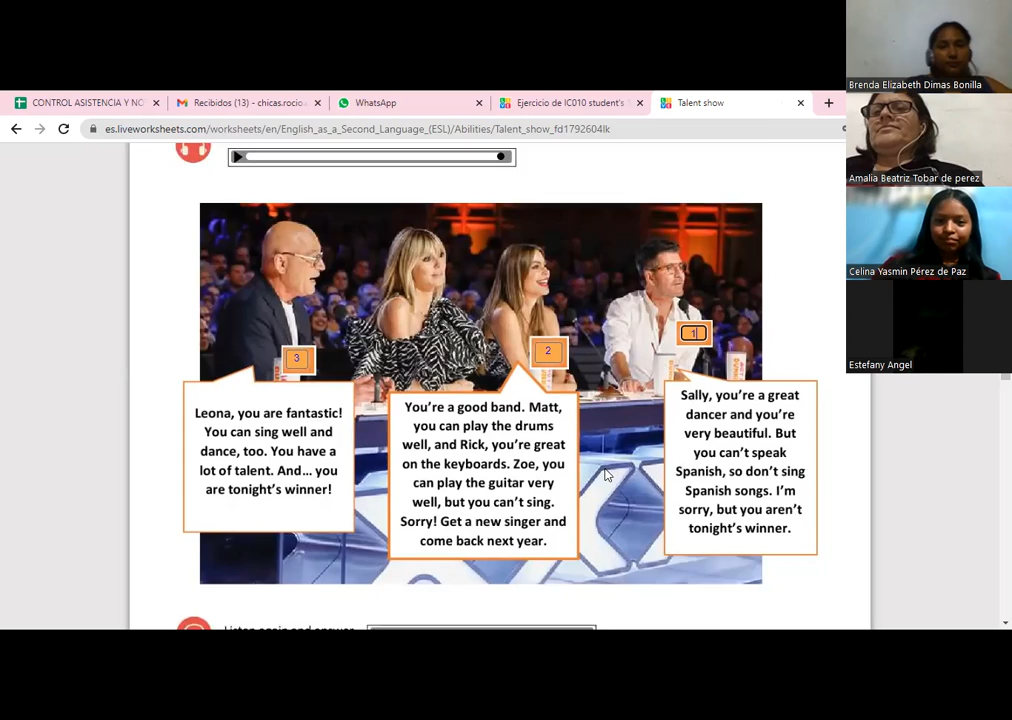 CONTROL ASISTENCIA Y NO
Recibidos (13) - chicas.rocio
WhatsApp
Ejercicio de IC010 student's
Talent show
es.liveworksheets.com/worksheets/en/English_as_a_Second_Language_(ESL)/Abilities/Talent_show_fd1792604lk
Brenda Elizabeth Dimas Bonilla
Amalia Beatriz Tobar de perez
Celina Yasmin Pérez de Paz
Estefany Angel
3
2
1
Leona, you are fantastic!
You can sing well and
dance, too. You have a
lot of talent. And... you
are tonight's winner!
You're a good band. Matt,
you can play the drums
well, and Rick, you're great
on the keyboards. Zoe, you
can play the guitar very
well, but you can't sing.
Sorry! Get a new singer and
come back next year.
Sally, you're a great
dancer and you're
very beautiful. But
you can't speak
Spanish, so don't sing
Spanish songs. I'm
sorry, but you aren't
tonight's winner.
Listen again and answer